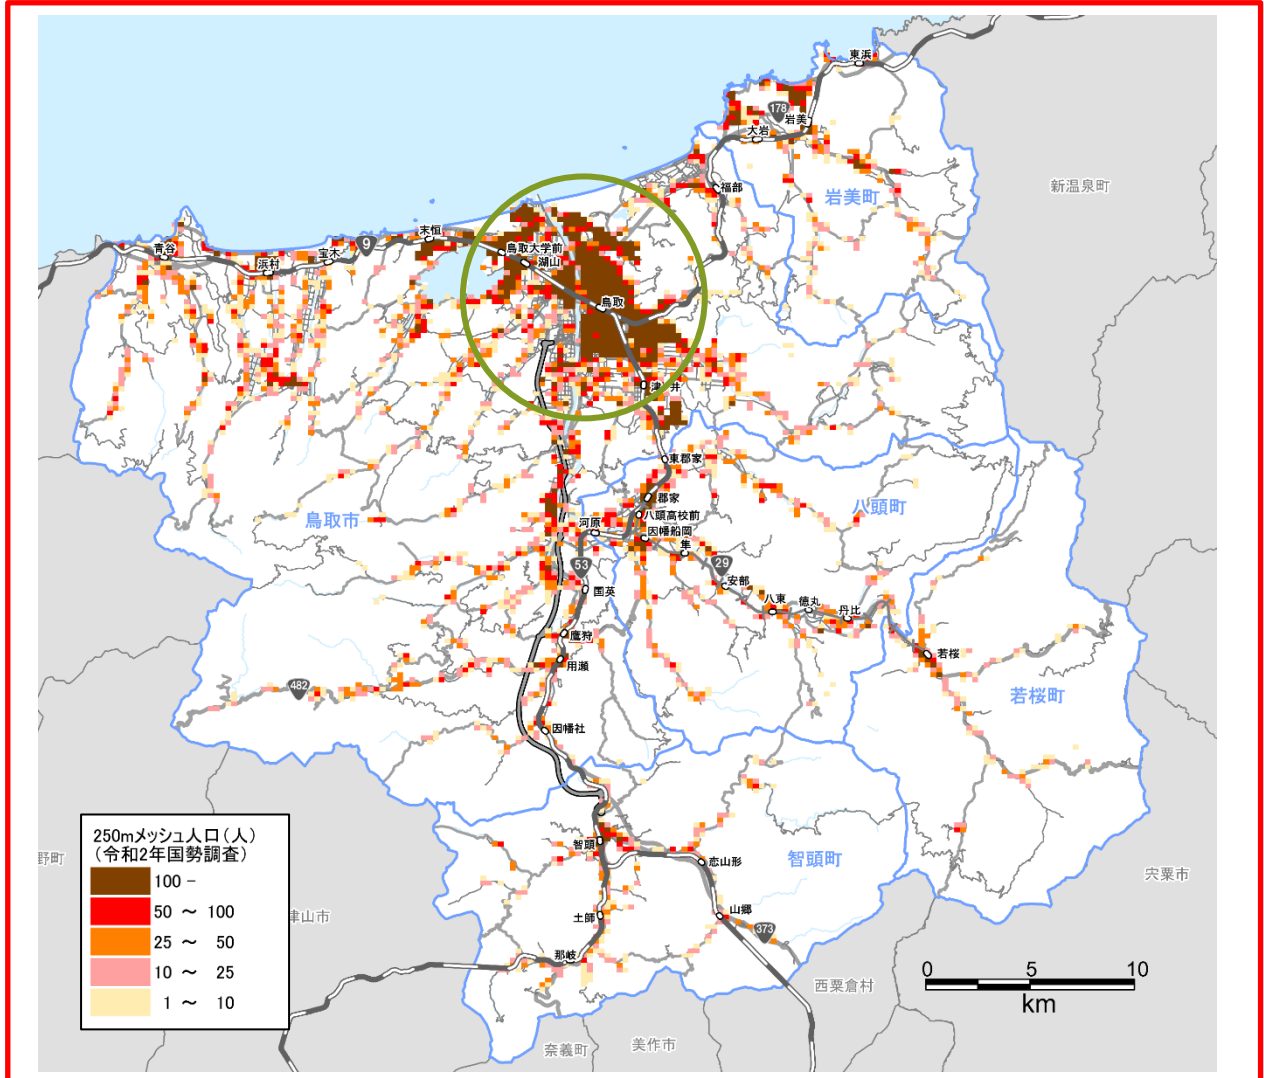 東浜
178
岩美
大岩
新温泉町
福部
岩美町
末恒
鳥取大学前
9
青谷
宝木
湖山
浜村
鳥取
津ノ井
東郡家
郡家
八頭町
鳥取市
八頭高校前
河原
因幡船岡
隼
53
29
国英
安部
八東
徳丸
丹比
鷹狩
若桜
用瀬
482
若桜町
因幡社
250mメッシュ人口(人)
(令和2年国勢調査)
智頭
野町
恋山形
智頭町
宍粟市
100 -
50 ～ 100
津山市
土師
山郷
25 ～ 50
373
那岐
10 ～ 25
0 5 10
西粟倉村
1 ～ 10
km
奈義町
美作市